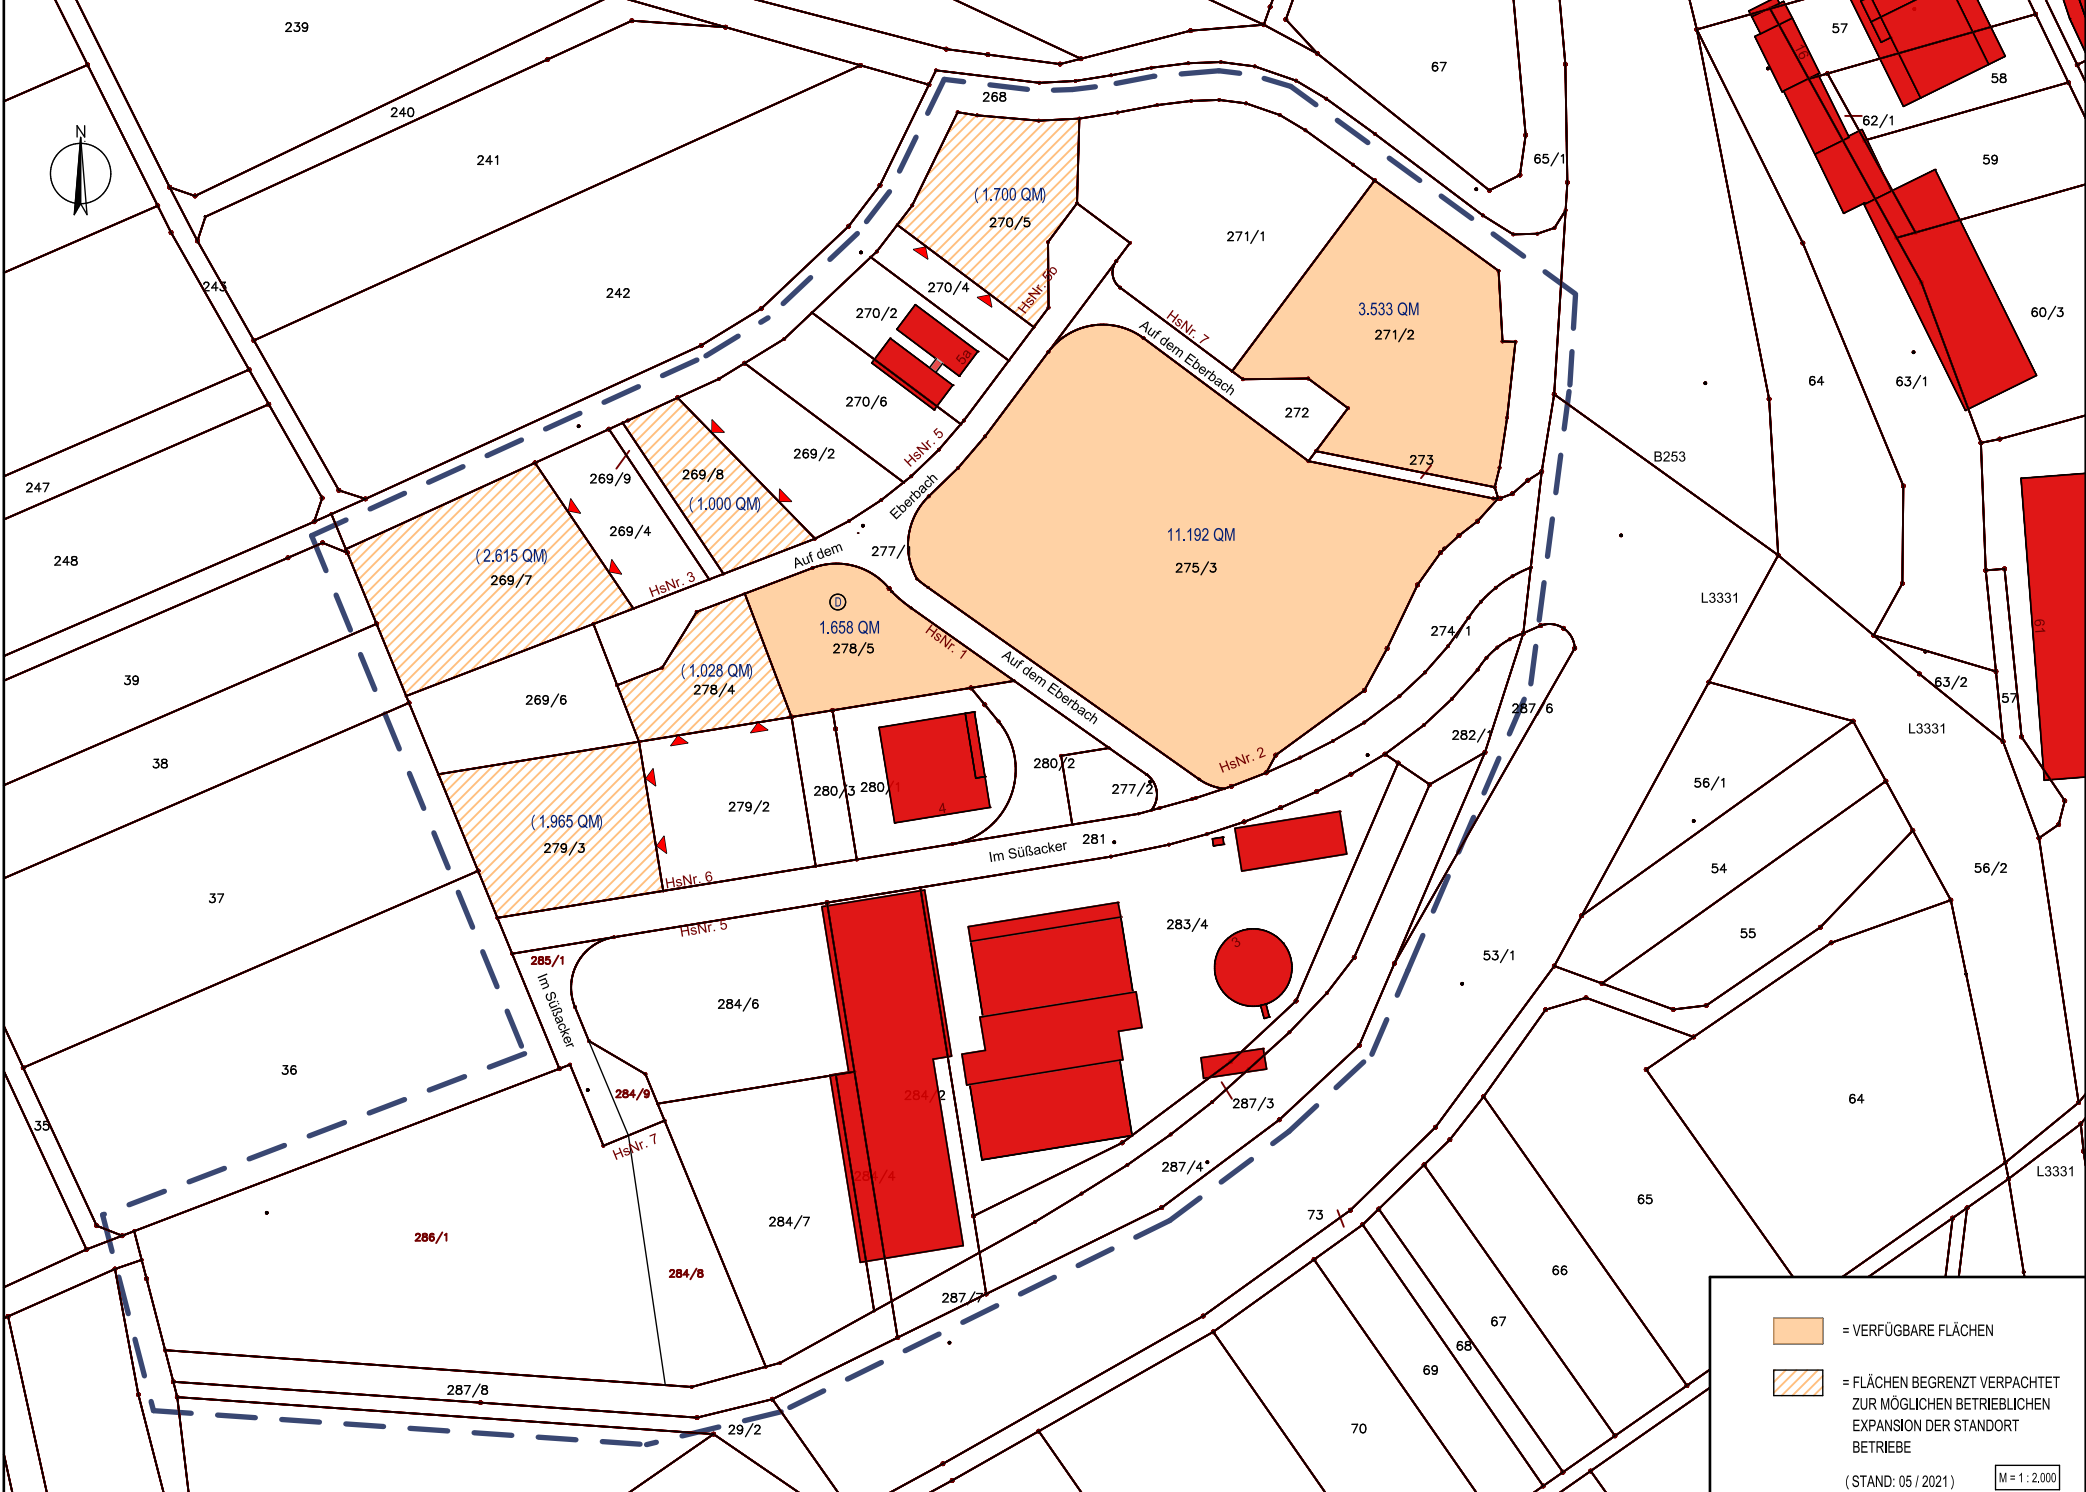 239
67
57
58
16
62/1
59
240
268
241
65/1
N
(1.700 QM)
270/5
271/1
243
242
270/4
HsNr. 5b
3.533 QM
271/2
60/3
270/2
HsNr. 7
Auf dem Eberbach
5a
64
63/1
270/6
272
HsNr. 5
269/2
273
B253
247
269/9
269/8
(1.000 QM)
Eberbach
248
269/4
11.192 QM
275/3
(2.615 QM)
269/7
Auf dem
277/
HsNr. 3
L3331
D
1.658 QM
278/5
HsNr. 1
274/1
61
39
(1.028 QM)
278/4
Auf dem Eberbach
63/2
57
269/6
287/6
282/1
L3331
38
HsNr. 2
280/2
56/1
280/3
280/1
277/2
279/2
4
(1.965 QM)
279/3
281
Im Süßacker
54
56/2
HsNr. 6
37
HsNr. 5
283/4
55
3
285/1
53/1
Im Süßacker
284/6
36
284/9
284/2
287/3
64
35
HsNr. 7
284/4
287/4
L3331
65
73
284/7
286/1
284/8
66
287/7
67
68
69
287/8
29/2
70
= VERFÜGBARE FLÄCHEN
= FLÄCHEN BEGRENZT VERPACHTET
ZUR MÖGLICHEN BETRIEBLICHEN
EXPANSION DER STANDORT
BETRIEBE
( STAND: 05 / 2021 )
M = 1 : 2,000